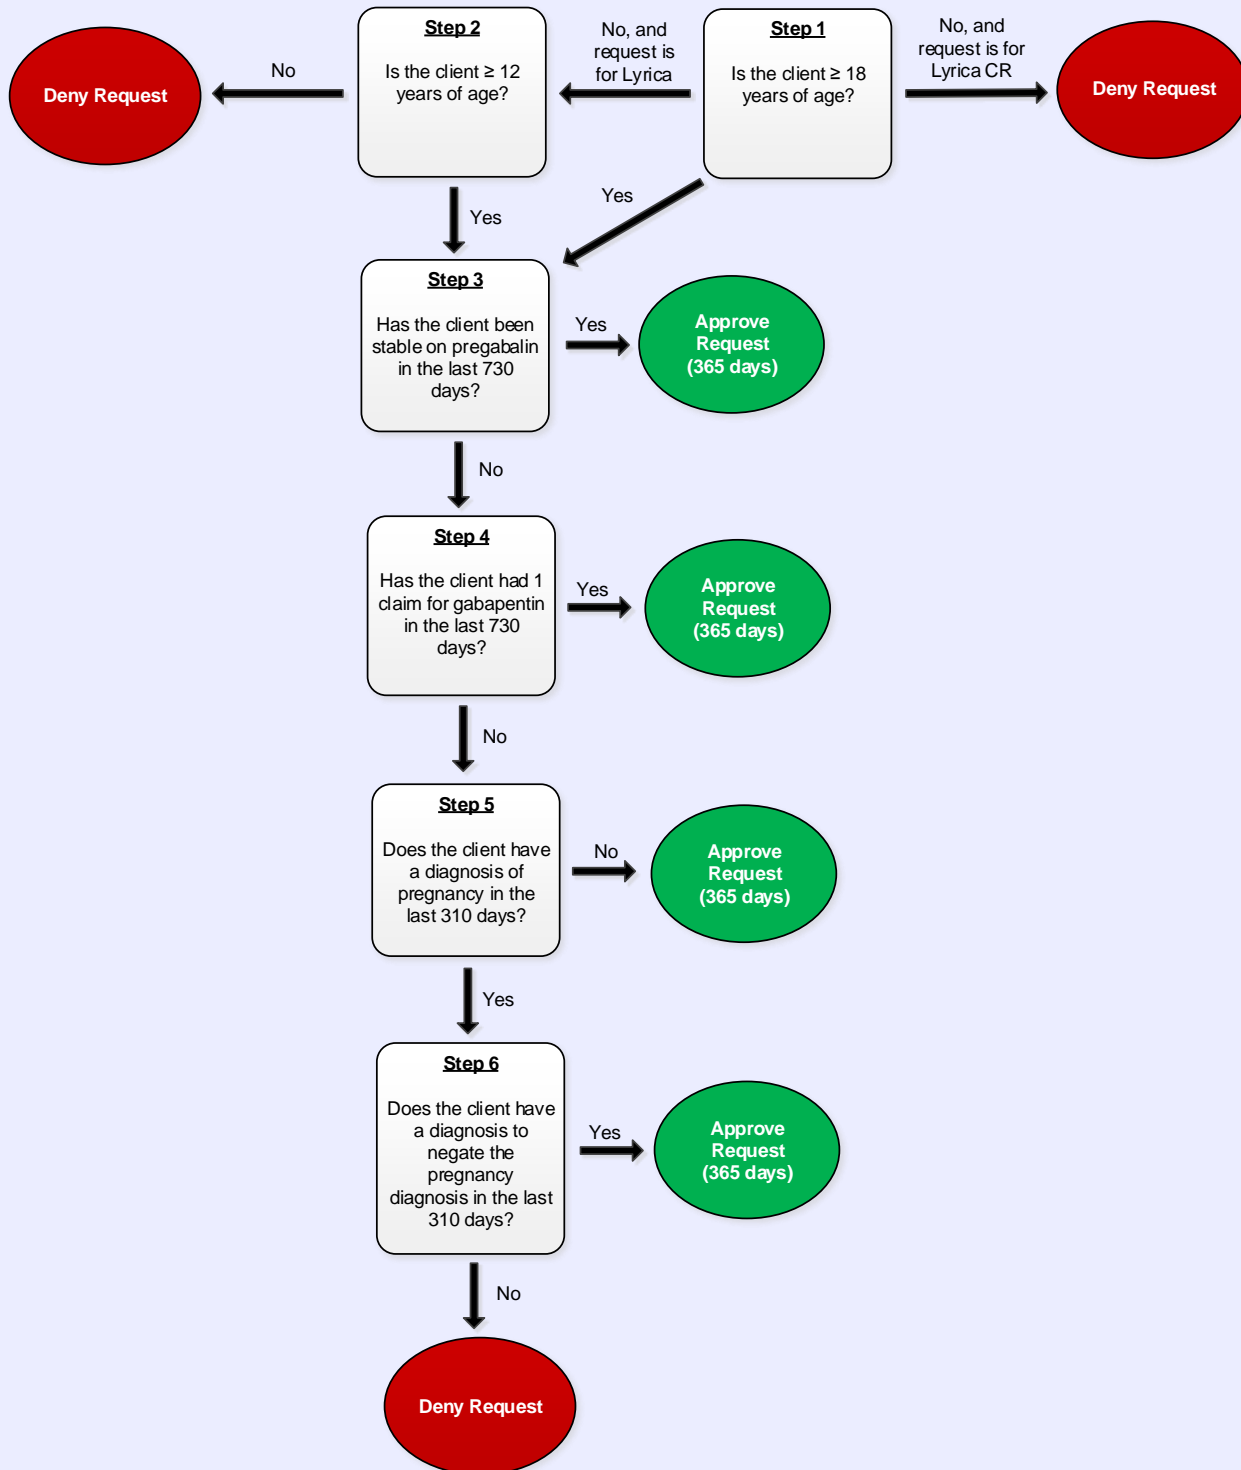 Step 1
Is the client ≥ 18
years of age?
No, and
request is for
Lyrica CR
Deny Request
No, and
request is
for Lyrica
Step 2
Is the client ≥ 12
years of age?
No
Deny Request
Yes
Yes
Step 3
Has the client been
stable on pregabalin
in the last 730
days?
Yes
Approve
Request
(365 days)
No
Step 4
Has the client had 1
claim for gabapentin
in the last 730
days?
Yes
Approve
Request
(365 days)
No
Step 5
Does the client have
a diagnosis of
pregnancy in the
last 310 days?
No
Approve
Request
(365 days)
Yes
Step 6
Does the client have
a diagnosis to
negate the
pregnancy
diagnosis in the last
310 days?
Yes
Approve
Request
(365 days)
No
Deny Request